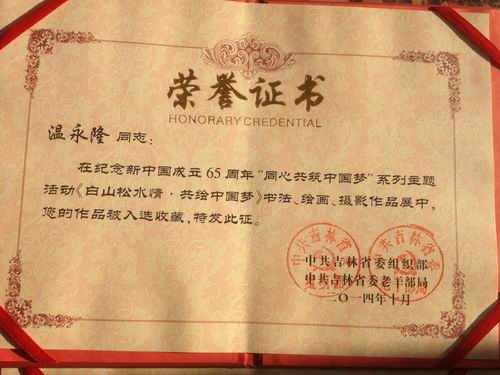 荣誉证书
HONORARY CREDENTIAL
温永隆 同志：
在纪念新中国成立65周年“同心共筑中国梦”系列主题
活动《白山松水情·共绘中国梦》书法、绘画、摄影作品展中，
您的作品被入选收藏，特发此证。
中共吉林省委组织部
中共吉林省委老干部局
二〇一四年十月